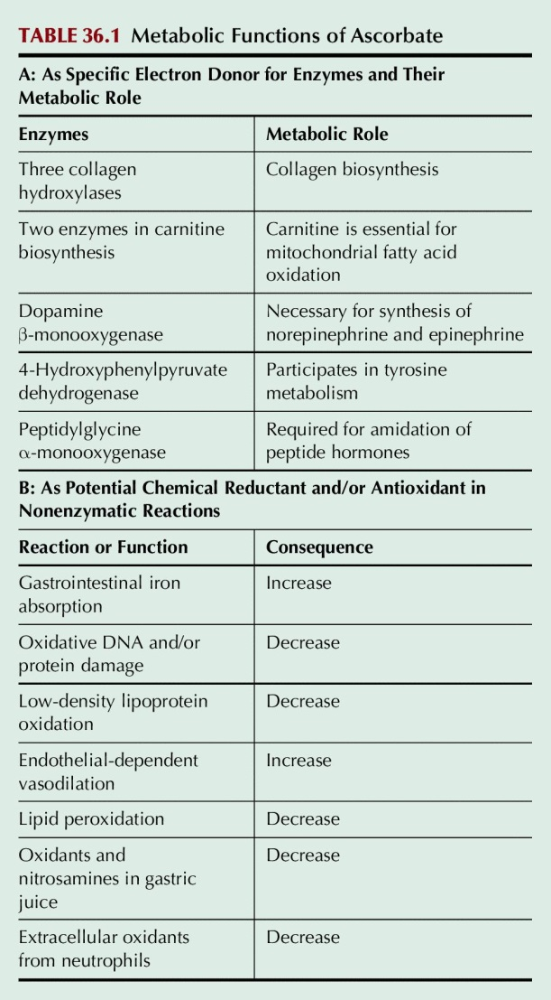 TABLE 36.1 Metabolic Functions of Ascorbate
A: As Specific Electron Donor for Enzymes and Their
Metabolic Role
Enzymes
Metabolic Role
Three collagen
hydroxylases
Collagen biosynthesis
Two enzymes in carnitine
biosynthesis
Carnitine is essential for
mitochondrial fatty acid
oxidation
Dopamine
β-monooxygenase
Necessary for synthesis of
norepinephrine and epinephrine
4-Hydroxyphenylpyruvate
dehydrogenase
Participates in tyrosine
metabolism
Peptidylglycine
α-monooxygenase
Required for amidation of
peptide hormones
B: As Potential Chemical Reductant and/or Antioxidant in
Nonenzymatic Reactions
Reaction or Function
Consequence
Gastrointestinal iron
absorption
Increase
Oxidative DNA and/or
protein damage
Decrease
Low-density lipoprotein
oxidation
Decrease
Endothelial-dependent
vasodilation
Increase
Lipid peroxidation
Decrease
Oxidants and
nitrosamines in gastric
juice
Decrease
Extracellular oxidants
from neutrophils
Decrease